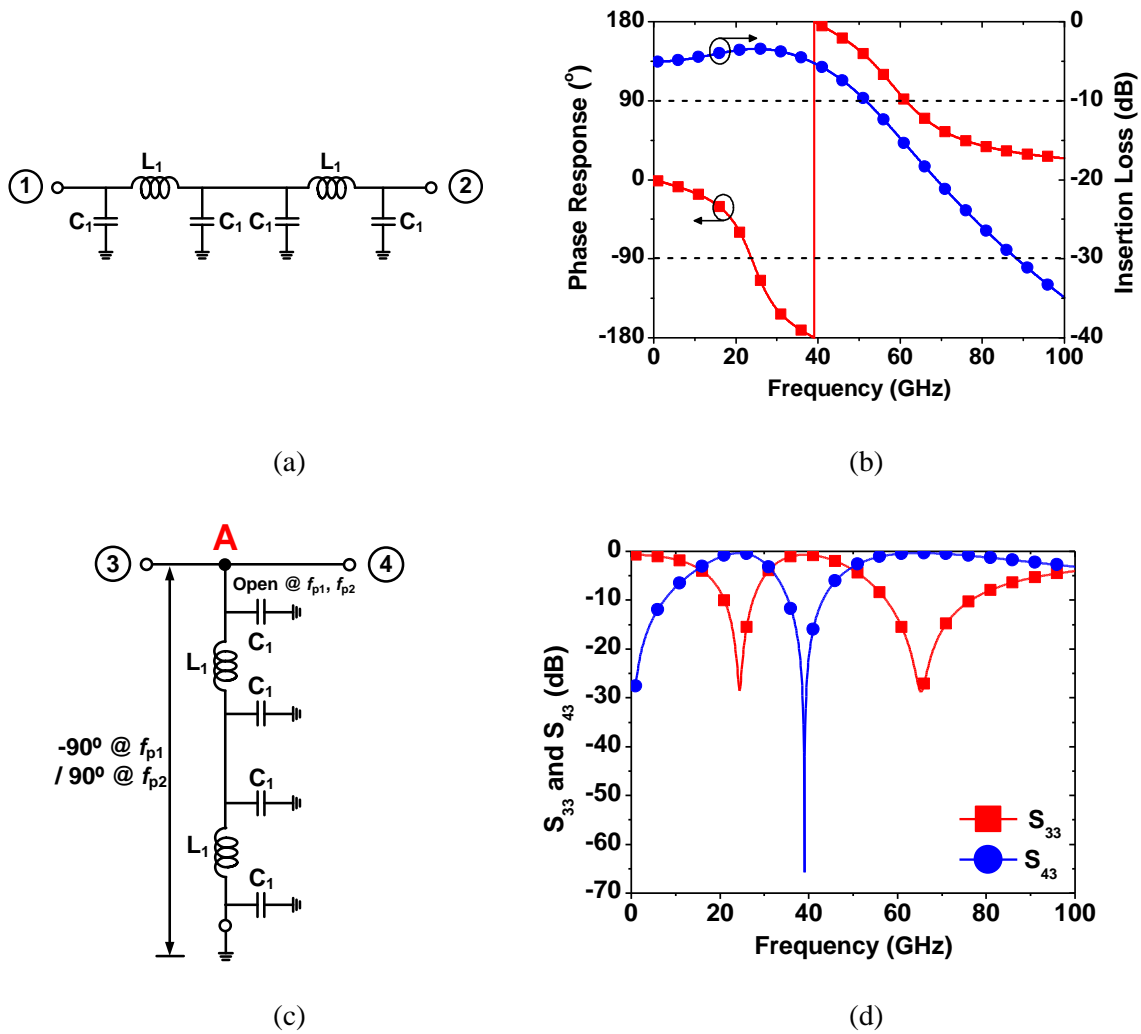 1
L1
L1
2
C1
C1
C1
C1
(a)
Phase Response (°)
180
90
0
-90
-180
0 20 40 60 80 100
Frequency (GHz)
0
-10
-20
-30
-40
Insertion Loss (dB)
(b)
A
3
4
Open @ fp1, fp2
C1
L1
C1
-90º @ fp1
/ 90º @ fp2
C1
L1
C1
(c)
S33 and S43 (dB)
0
-10
-20
-30
-40
-50
-60
-70
S33
S43
0 20 40 60 80 100
Frequency (GHz)
(d)